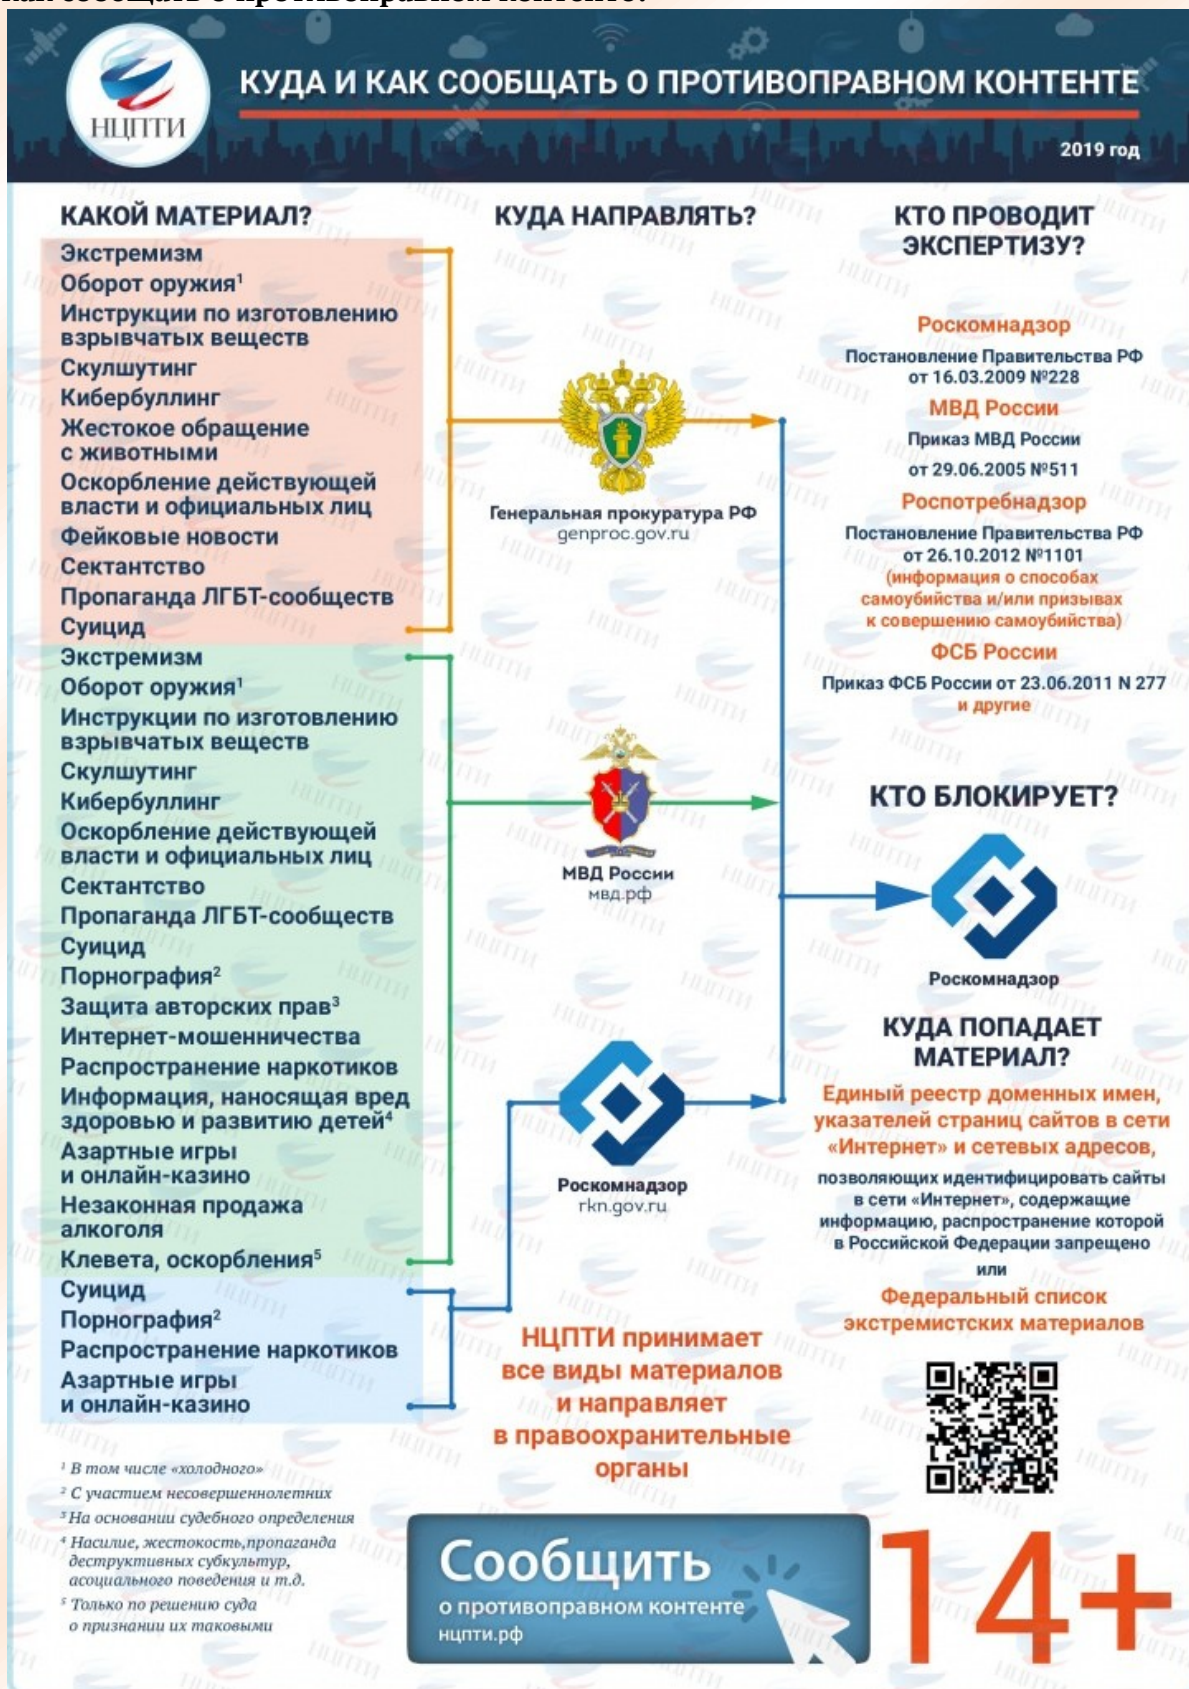 как сообщать о противоправном контенте?
НЦПТИ
КУДА И КАК СООБЩАТЬ О ПРОТИВОПРАВНОМ КОНТЕНТЕ
2019 год
КАКОЙ МАТЕРИАЛ?
Экстремизм
Оборот оружия¹
Инструкции по изготовлению
взрывчатых веществ
Скулшутинг
Кибербуллинг
Жестокое обращение
с животными
Оскорбление действующей
власти и официальных лиц
Фейковые новости
Сектантство
Пропаганда ЛГБТ-сообществ
Суицид
Экстремизм
Оборот оружия¹
Инструкции по изготовлению
взрывчатых веществ
Скулшутинг
Кибербуллинг
Оскорбление действующей
власти и официальных лиц
Сектантство
Пропаганда ЛГБТ-сообществ
Суицид
Порнография²
Защита авторских прав³
Интернет-мошенничества
Распространение наркотиков
Информация, наносящая вред
здоровью и развитию детей⁴
Азартные игры
и онлайн-казино
Незаконная продажа
алкоголя
Клевета, оскорбления⁵
Суицид
Порнография²
Распространение наркотиков
Азартные игры
и онлайн-казино
¹ В том числе «холодного»
² С участием несовершеннолетних
³ На основании судебного определения
⁴ Насилие, жестокость,пропаганда
деструктивных субкультур,
асоциального поведения и т.д.
⁵ Только по решению суда
о признании их таковыми
КУДА НАПРАВЛЯТЬ?
Генеральная прокуратура РФ
genproc.gov.ru
МВД России
мвд.рф
Роскомнадзор
rkn.gov.ru
НЦПТИ принимает
все виды материалов
и направляет
в правоохранительные
органы
Сообщить
о противоправном контенте
нцпти.рф
КТО ПРОВОДИТ
ЭКСПЕРТИЗУ?
Роскомнадзор
Постановление Правительства РФ
от 16.03.2009 №228
МВД России
Приказ МВД России
от 29.06.2005 №511
Роспотребнадзор
Постановление Правительства РФ
от 26.10.2012 №1101
(информация о способах
самоубийства и/или призывах
к совершению самоубийства)
ФСБ России
Приказ ФСБ России от 23.06.2011 N 277
и другие
КТО БЛОКИРУЕТ?
Роскомнадзор
КУДА ПОПАДАЕТ
МАТЕРИАЛ?
Единый реестр доменных имен,
указателей страниц сайтов в сети
«Интернет» и сетевых адресов,
позволяющих идентифицировать сайты
в сети «Интернет», содержащие
информацию, распространение которой
в Российской Федерации запрещено
или
Федеральный список
экстремистских материалов
14+